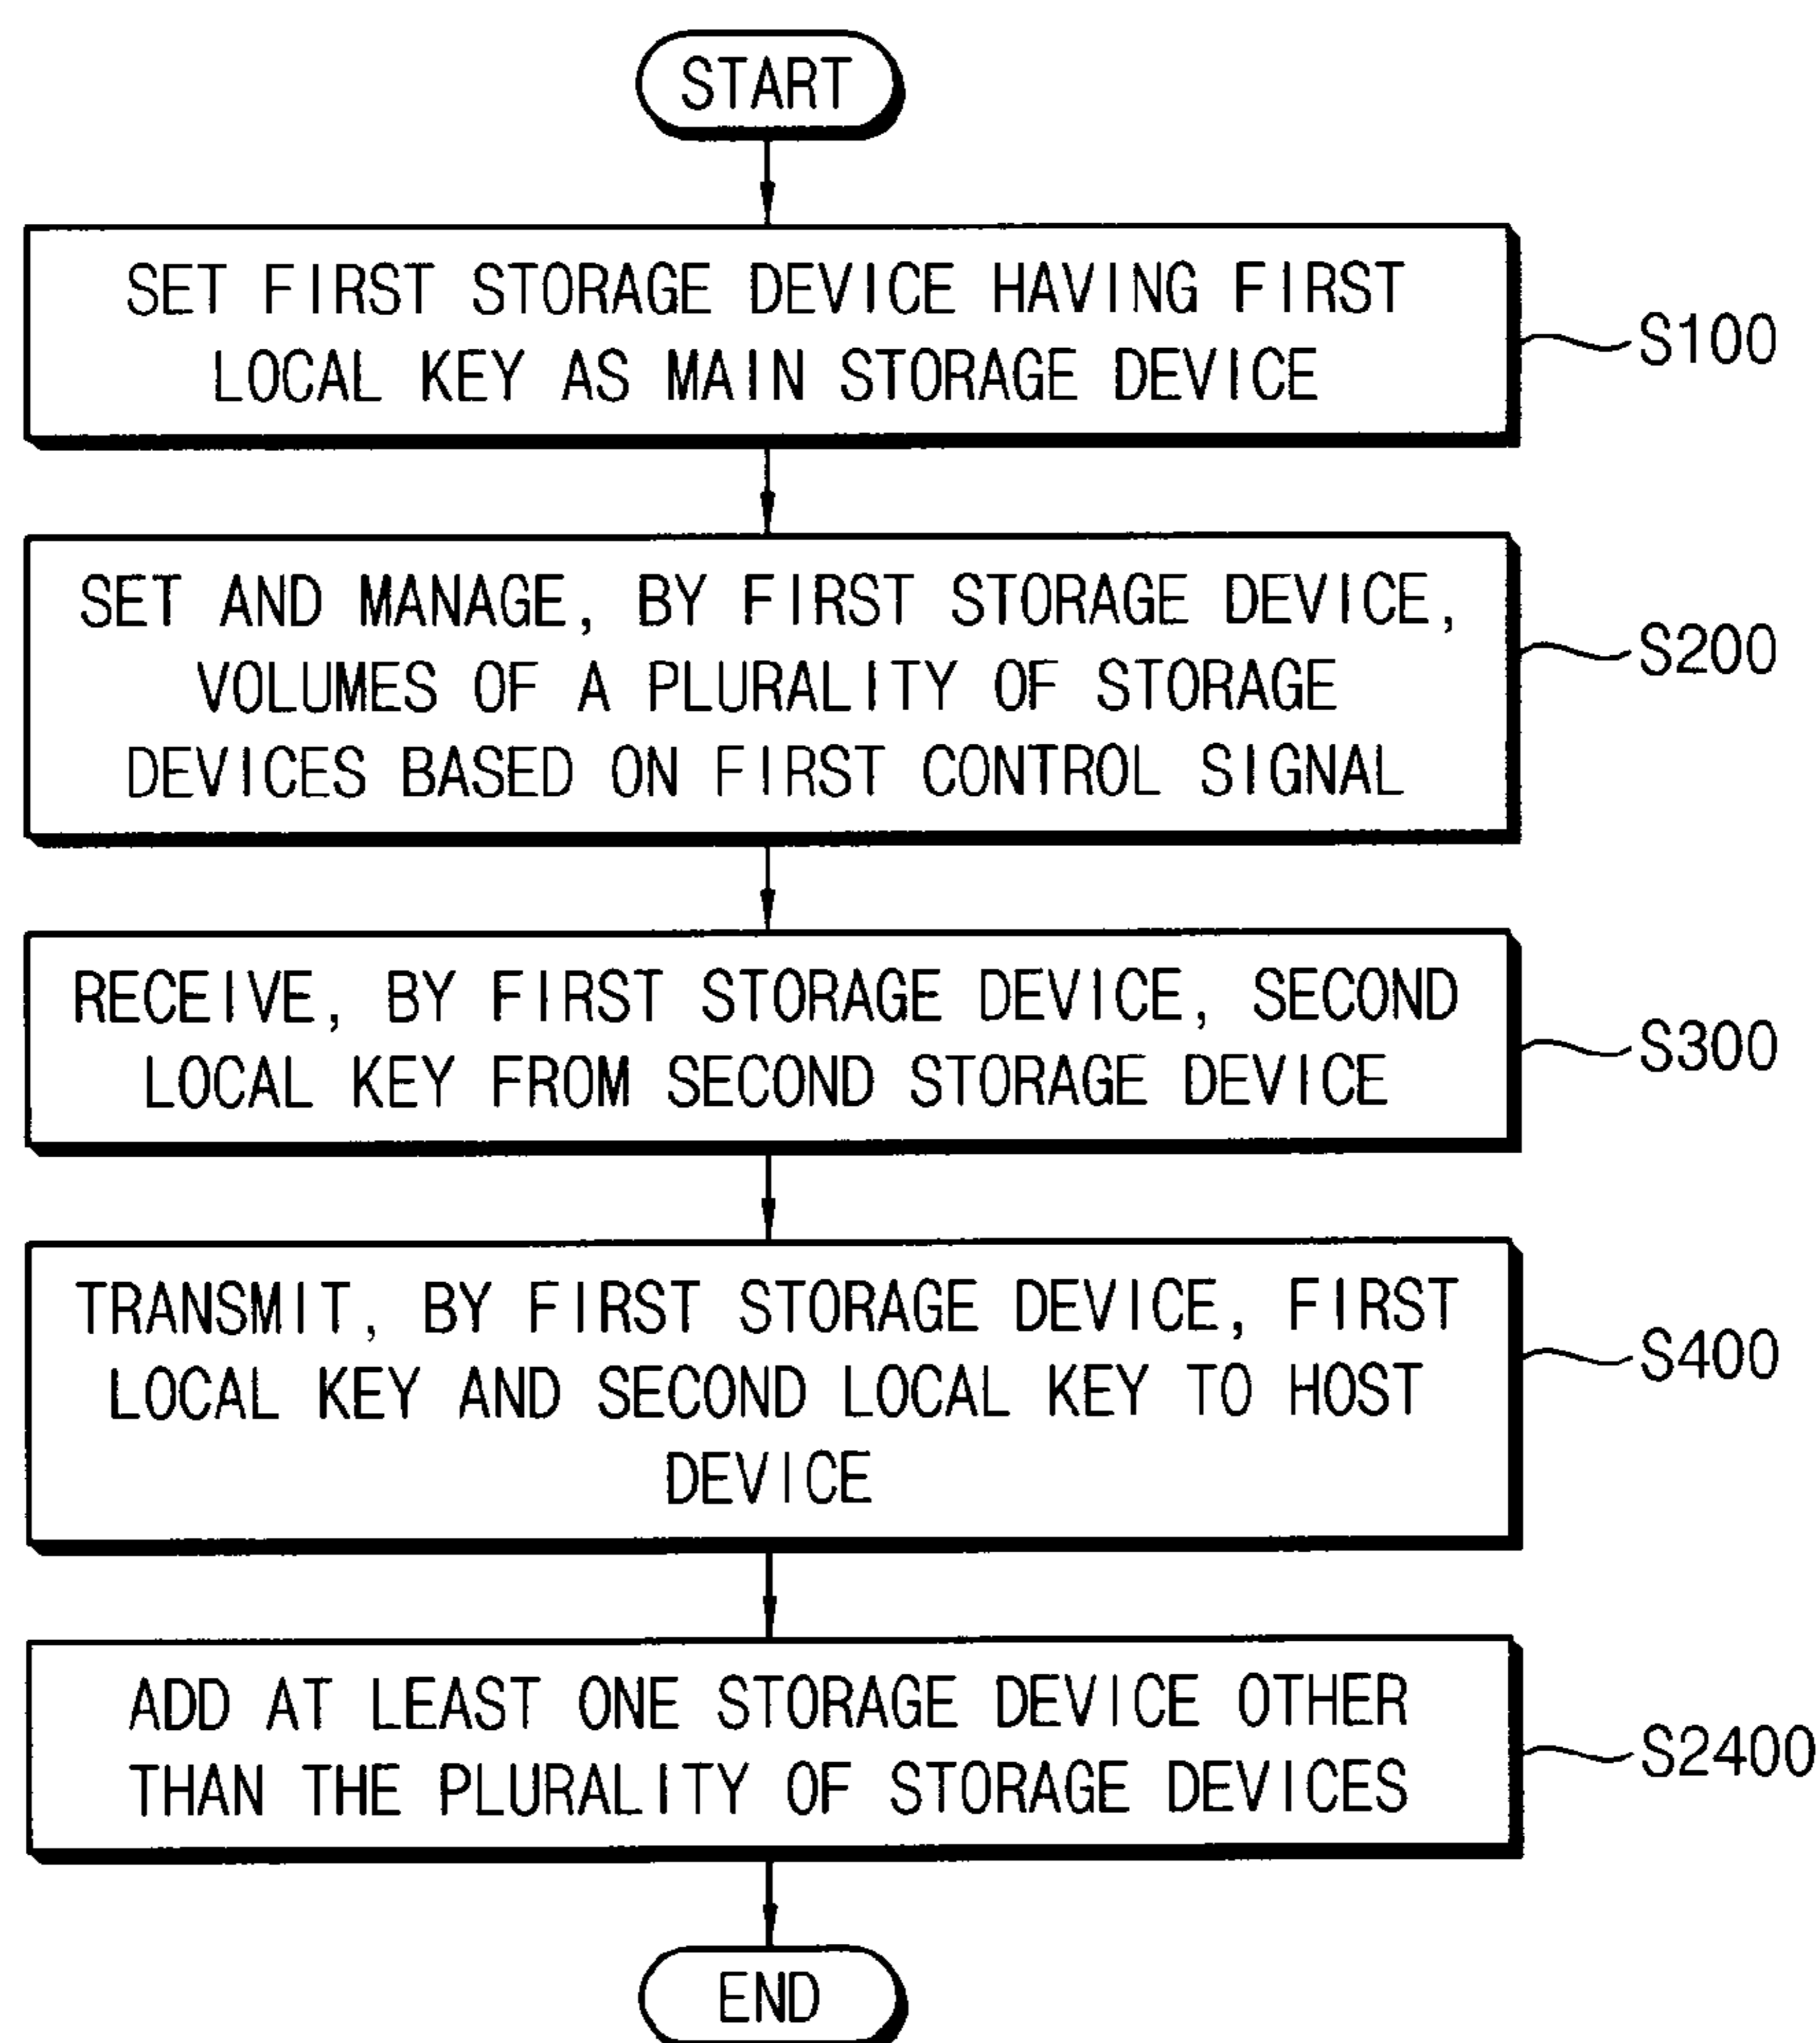 START
SET FIRST STORAGE DEVICE HAVING FIRST
LOCAL KEY AS MAIN STORAGE DEVICE
S100
SET AND MANAGE, BY FIRST STORAGE DEVICE,
VOLUMES OF A PLURALITY OF STORAGE
DEVICES BASED ON FIRST CONTROL SIGNAL
S200
RECEIVE, BY FIRST STORAGE DEVICE, SECOND
LOCAL KEY FROM SECOND STORAGE DEVICE
S300
TRANSMIT, BY FIRST STORAGE DEVICE, FIRST
LOCAL KEY AND SECOND LOCAL KEY TO HOST
DEVICE
S400
ADD AT LEAST ONE STORAGE DEVICE OTHER
THAN THE PLURALITY OF STORAGE DEVICES
S2400
END